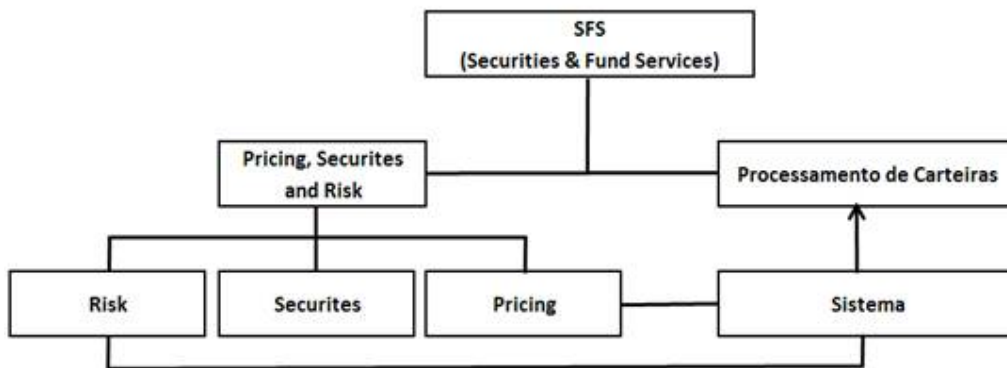 SFS
(Securities & Fund Services)
Pricing, Securites
and Risk
Processamento de Carteiras
Risk
Securites
Pricing
Sistema